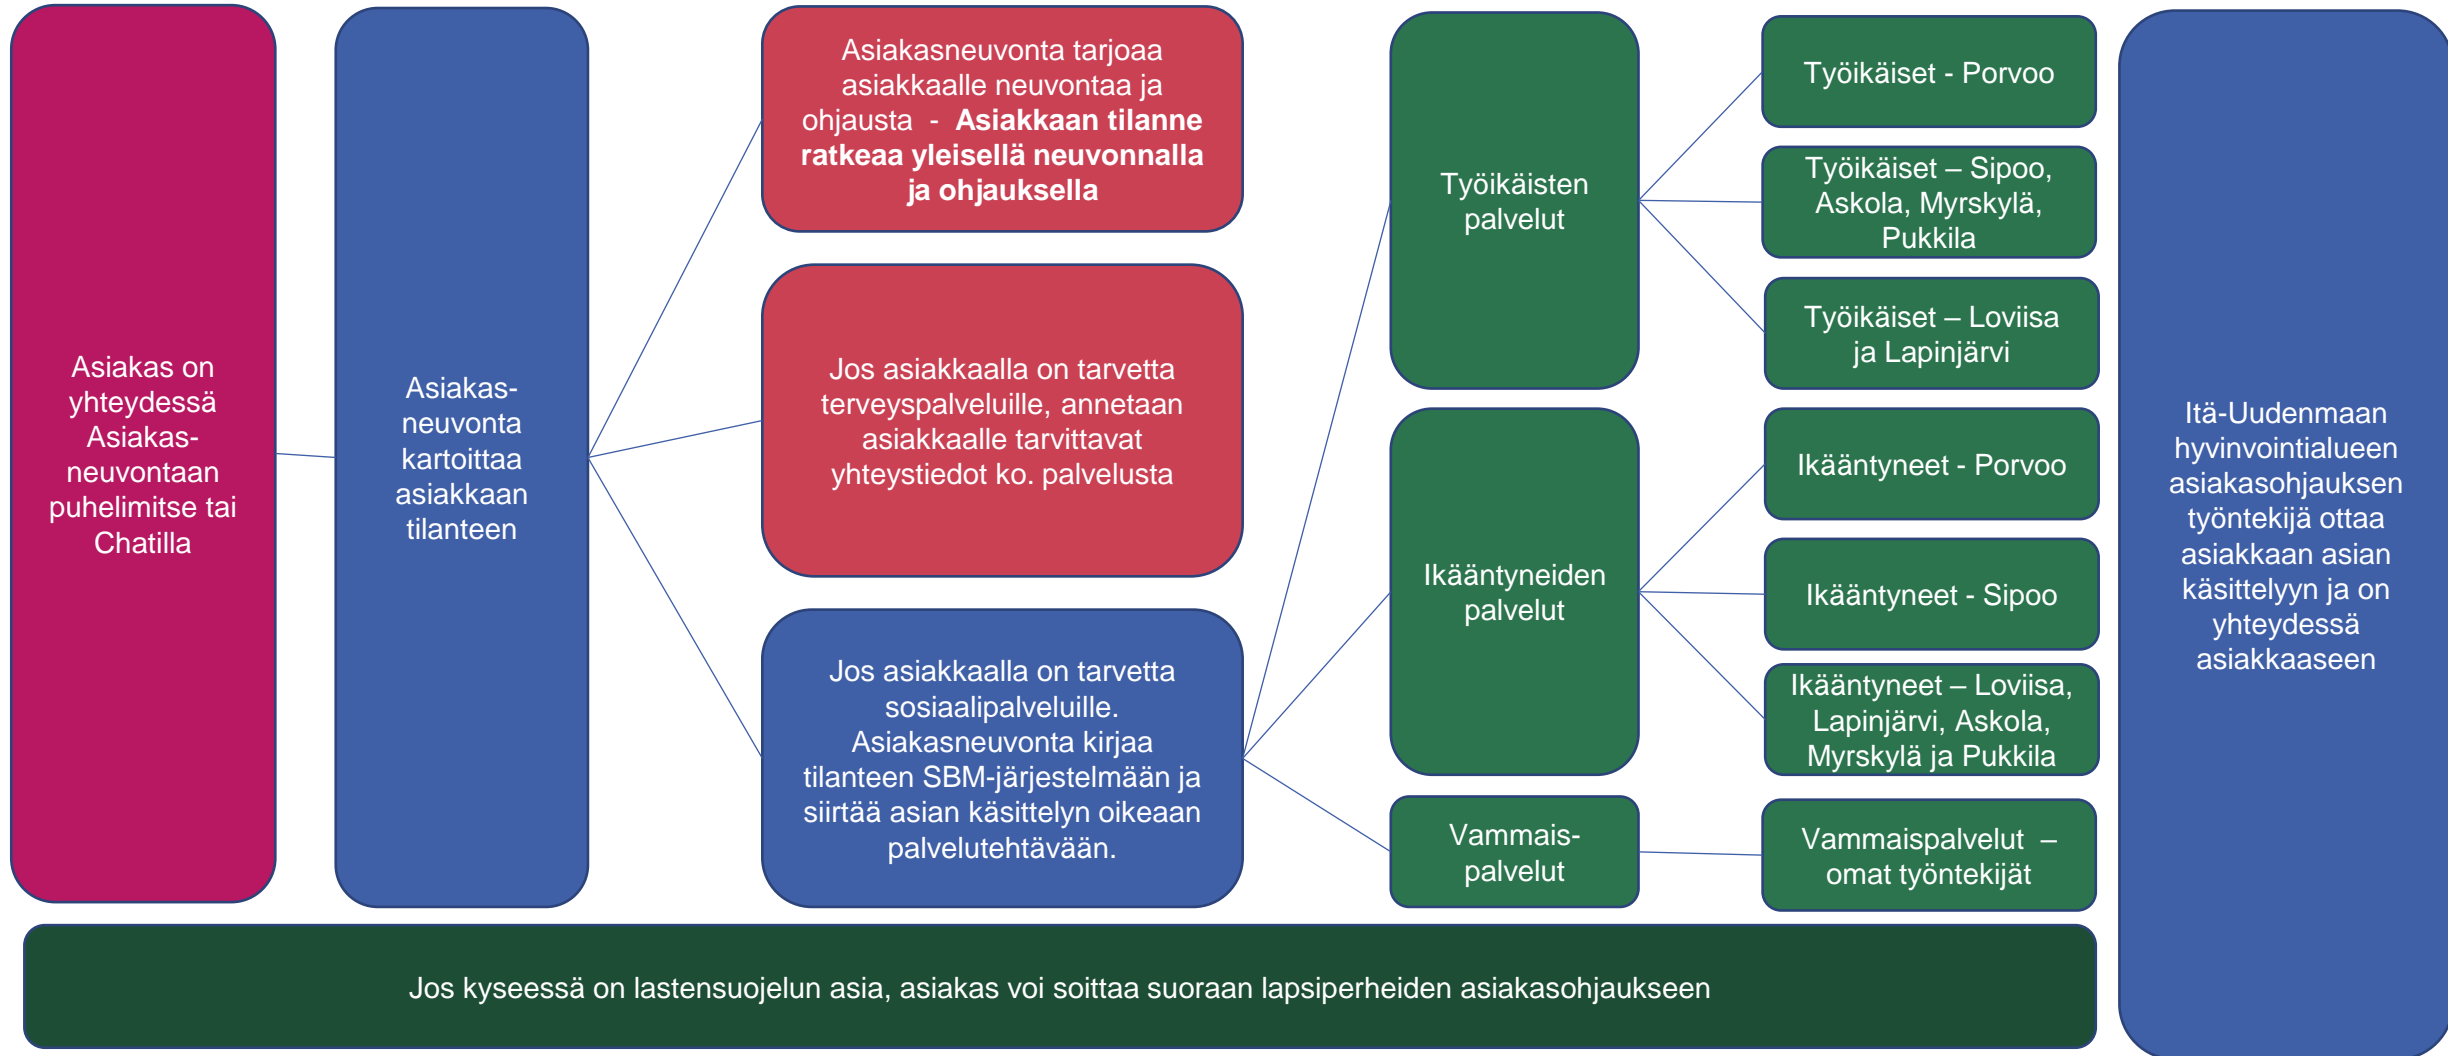 Asiakas on
yhteydessä
Asiakas-
neuvontaan
puhelimitse tai
Chatilla
Asiakas-
neuvonta
kartoittaa
asiakkaan
tilanteen
Asiakasneuvonta tarjoaa
asiakkaalle neuvontaa ja
ohjausta - Asiakkaan tilanne
ratkeaa yleisellä neuvonnalla
ja ohjauksella
Jos asiakkaalla on tarvetta
terveyspalveluille, annetaan
asiakkaalle tarvittavat
yhteystiedot ko. palvelusta
Jos asiakkaalla on tarvetta
sosiaalipalveluille.
Asiakasneuvonta kirjaa
tilanteen SBM-järjestelmään ja
siirtää asian käsittelyn oikeaan
palvelutehtävään.
Työikäisten
palvelut
Ikääntyneiden
palvelut
Vammais-
palvelut
Työikäiset - Porvoo
Työikäiset – Sipoo,
Askola, Myrskylä,
Pukkila
Työikäiset – Loviisa
ja Lapinjärvi
Ikääntyneet - Porvoo
Ikääntyneet - Sipoo
Ikääntyneet – Loviisa,
Lapinjärvi, Askola,
Myrskylä ja Pukkila
Vammaispalvelut –
omat työntekijät
Itä-Uudenmaan
hyvinvointialueen
asiakasohjauksen
työntekijä ottaa
asiakkaan asian
käsittelyyn ja on
yhteydessä
asiakkaaseen
Jos kyseessä on lastensuojelun asia, asiakas voi soittaa suoraan lapsiperheiden asiakasohjaukseen